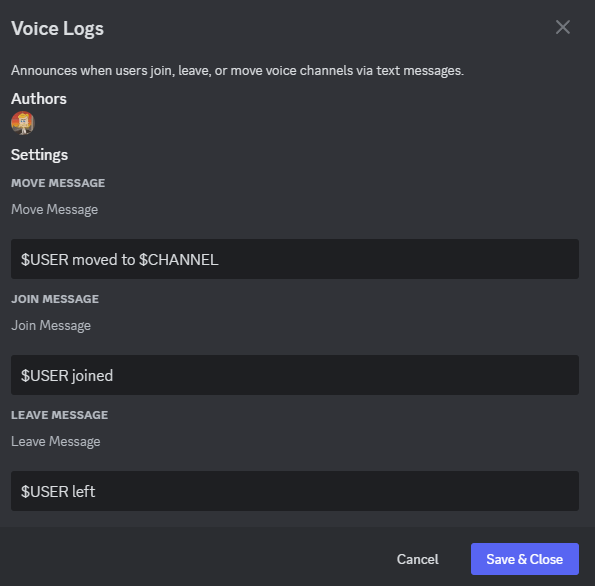 Voice Logs
Announces when users join, leave, or move voice channels via text messages.
Authors
Settings
MOVE MESSAGE
Move Message
$USER moved to $CHANNEL
JOIN MESSAGE
Join Message
$USER joined
LEAVE MESSAGE
Leave Message
$USER left
Cancel
Save & Close